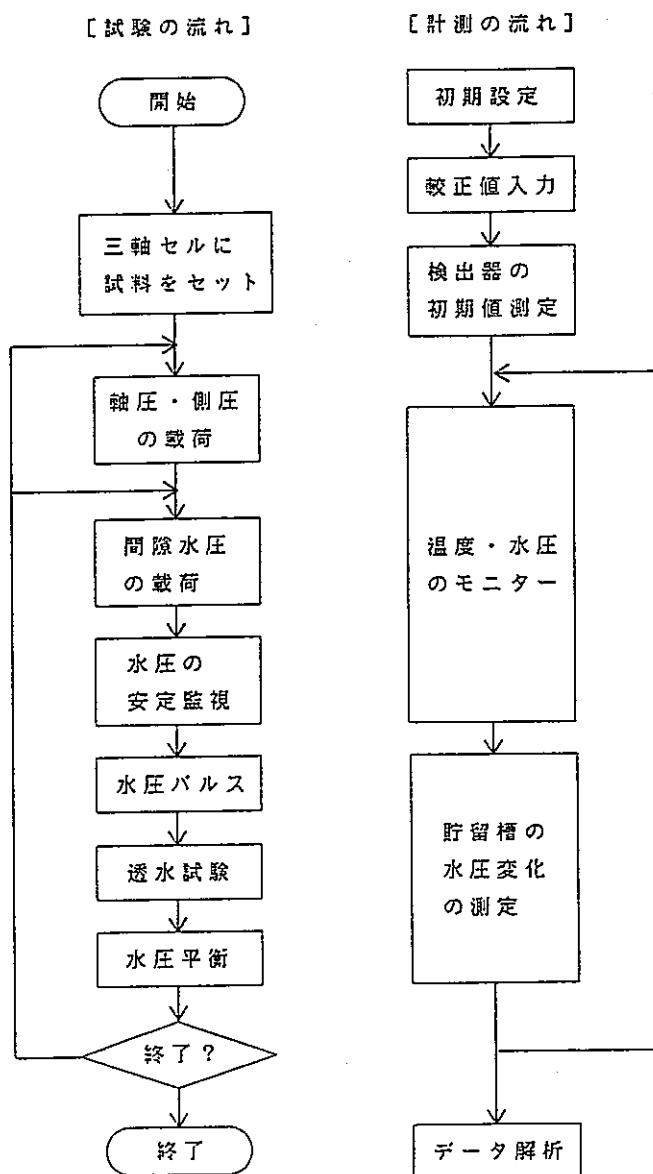 [試験の流れ]
開始
三軸セルに
試料をセット
軸圧・側圧
の載荷
間隙水圧
の載荷
水圧の
安定監視
水圧パルス
透水試験
水圧平衡
終了?
終了
[計測の流れ]
初期設定
較正値入力
検出器の
初期値測定
温度・水圧
のモニター
貯留槽の
水圧変化
の測定
データ解析